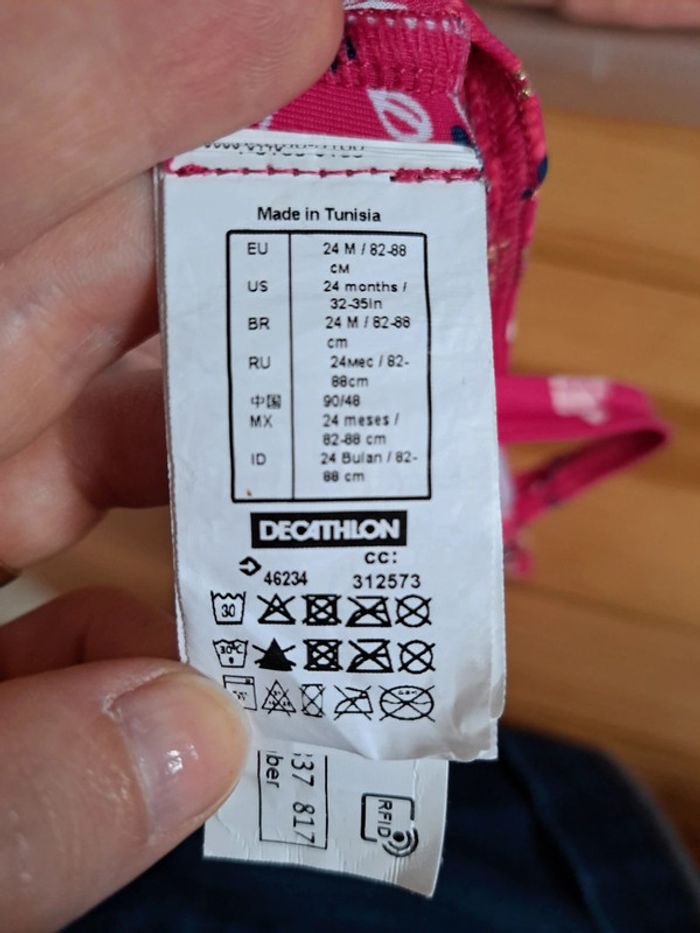 Made in Tunisia
EU 24 M / 82-88
CM
US 24 months /
32-35in
BR 24 M / 82-88
cm
RU 24мес / 82-
88cm
中国 90/48
MX 24 meses /
82-88 cm
ID 24 Bulan / 82-
88 cm
DECATHLON
CC:
46234 312573
30
30°C
337 817
ber
RFID